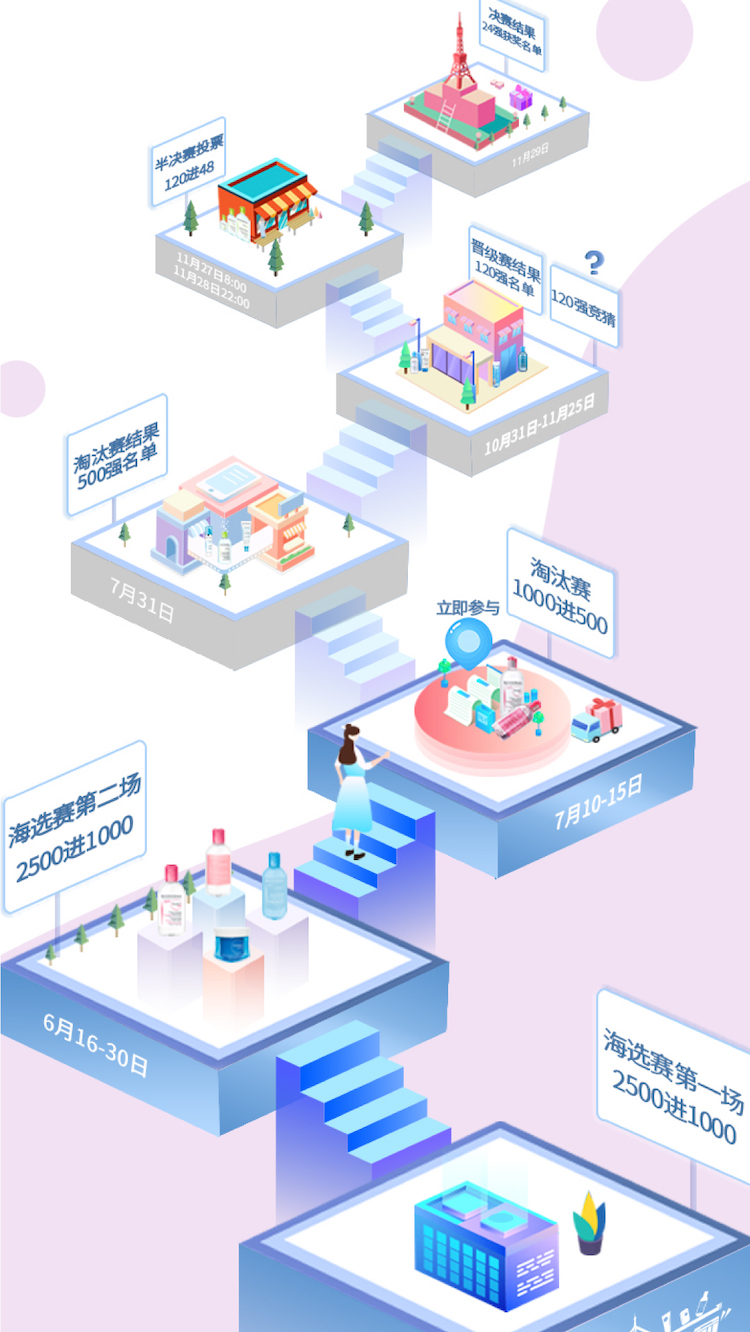 决赛结果
24强获奖名单
11月29日
半决赛投票
120进48
11月27日8:00
11月28日22:00
晋级赛结果
120强名单
?
120强竞猜
10月31日-11月25日
淘汰赛结果
500强名单
7月31日
淘汰赛
1000进500
立即参与
7月10-15日
海选赛第二场
2500进1000
6月16-30日
海选赛第一场
2500进1000